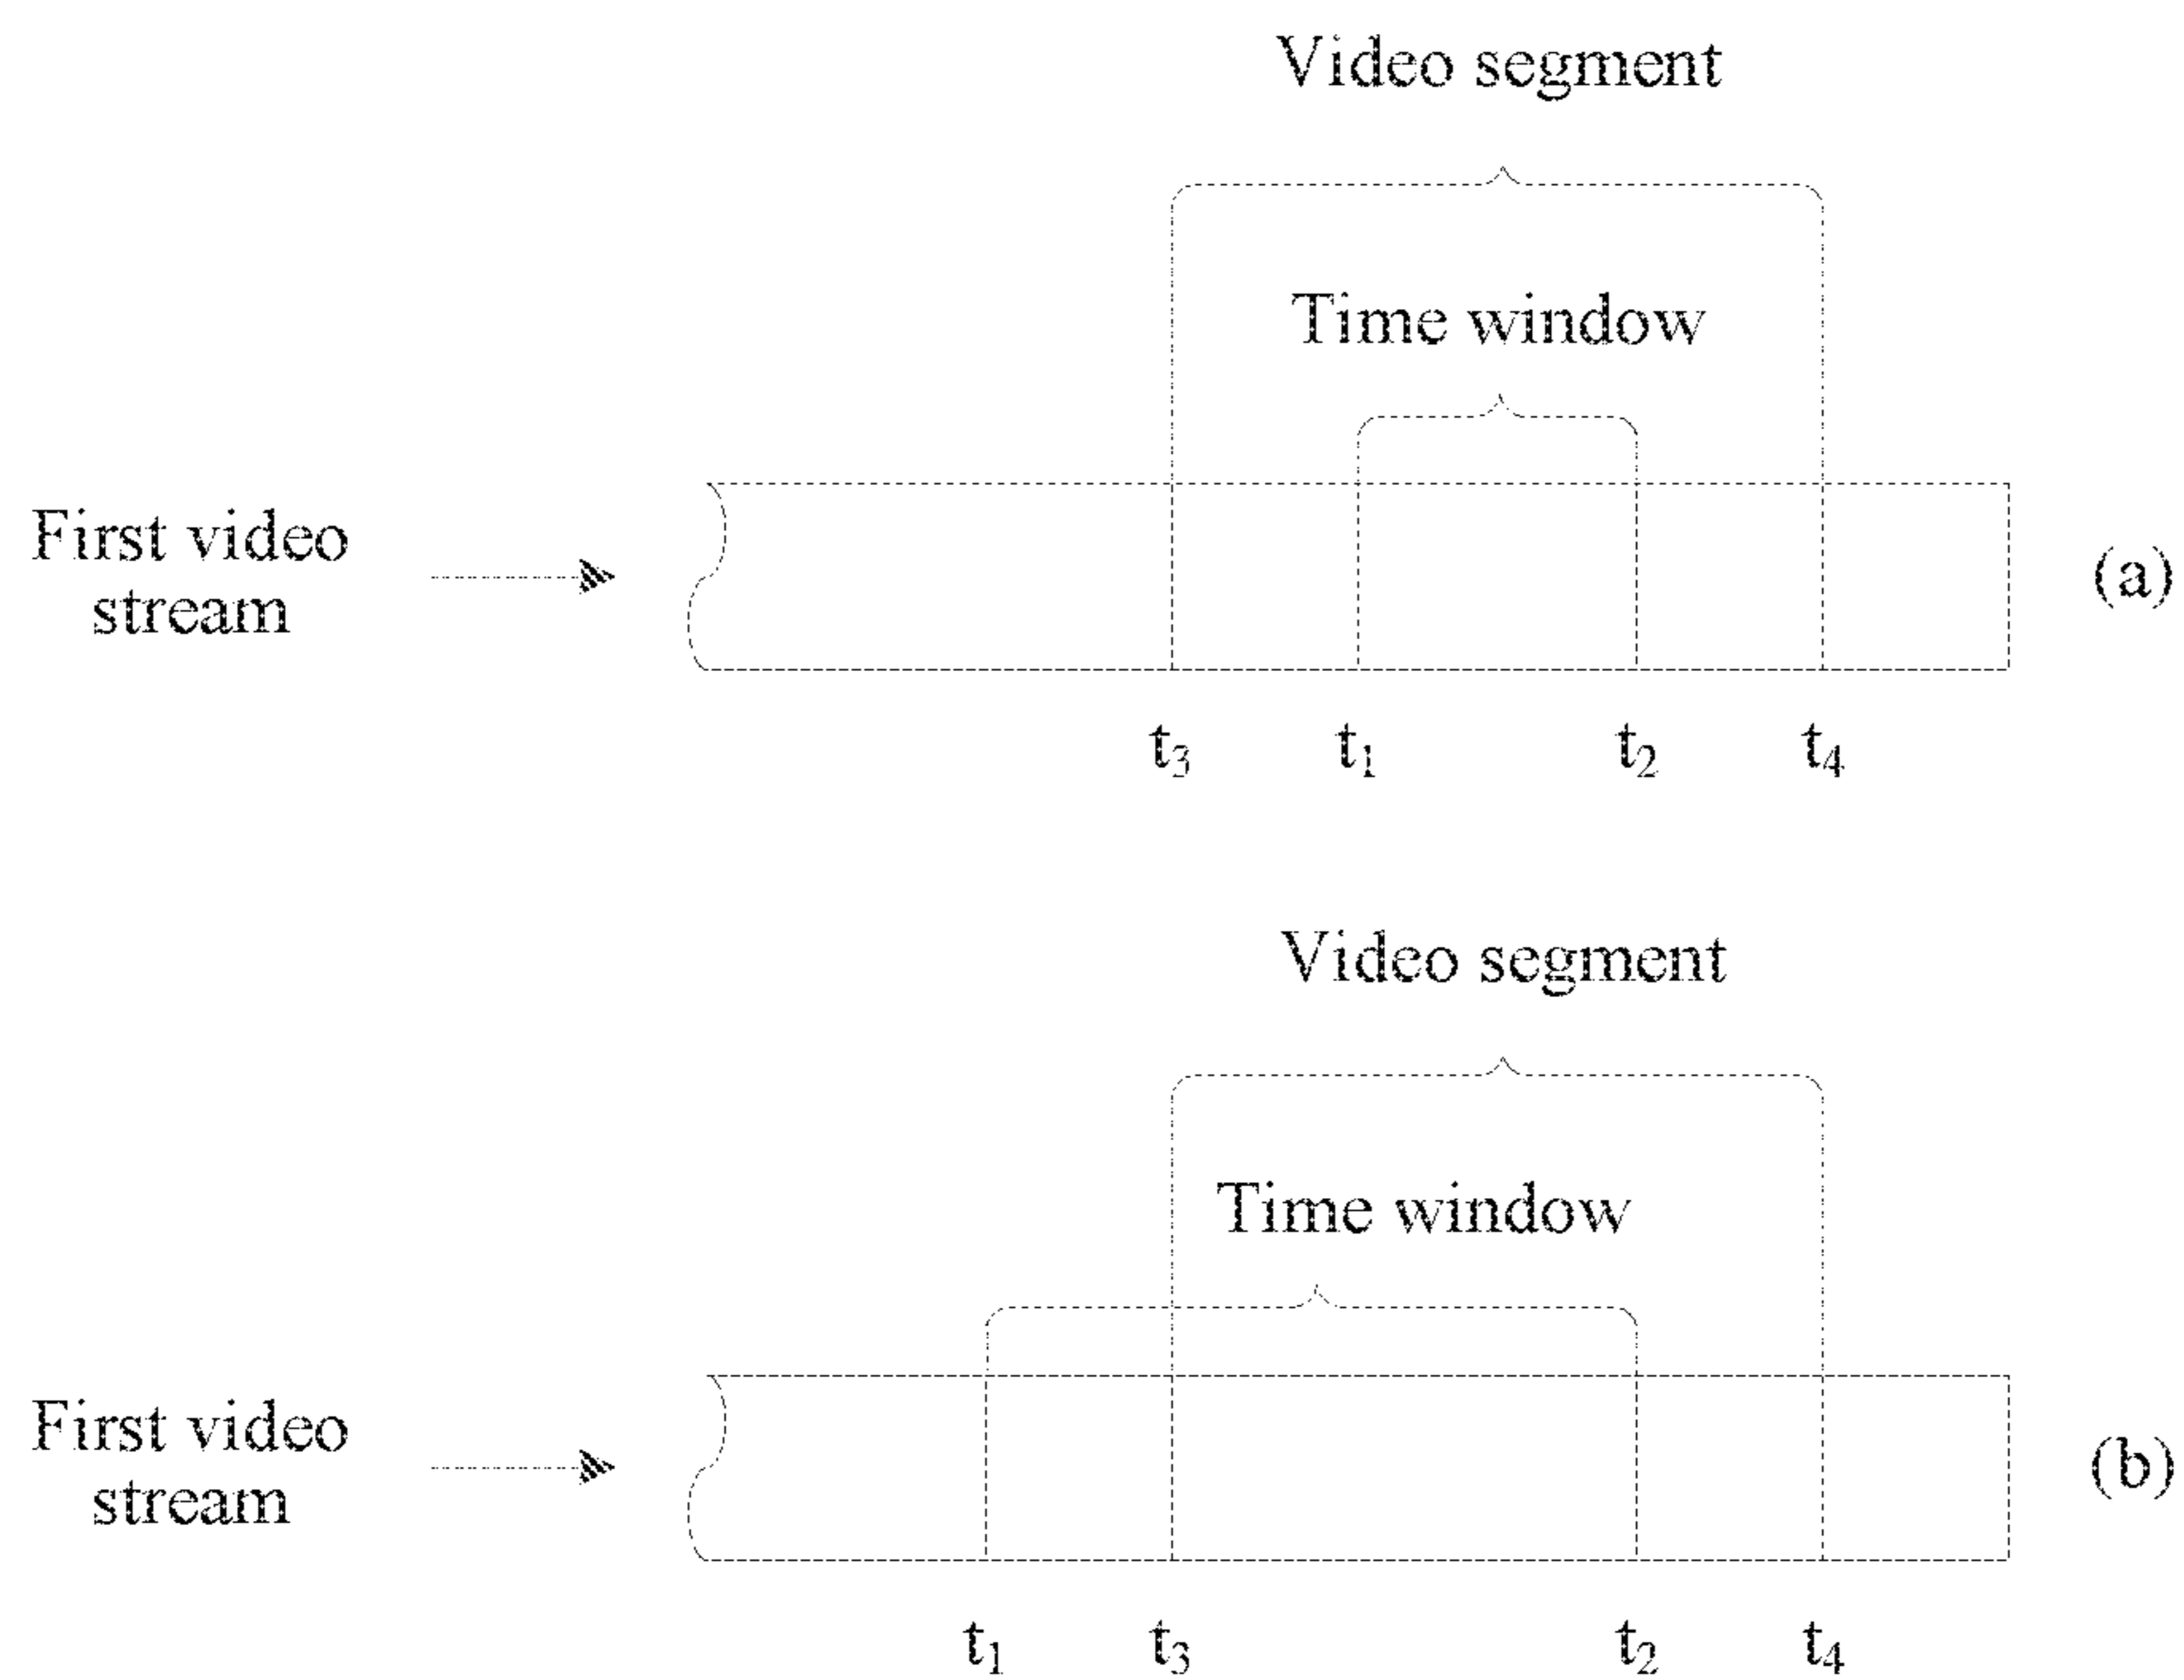 Video segment
Time window
First video
stream
(a)
t₃ t₁ t₂ t₄
Video segment
Time window
First video
stream
(b)
t₁ t₃ t₂ t₄